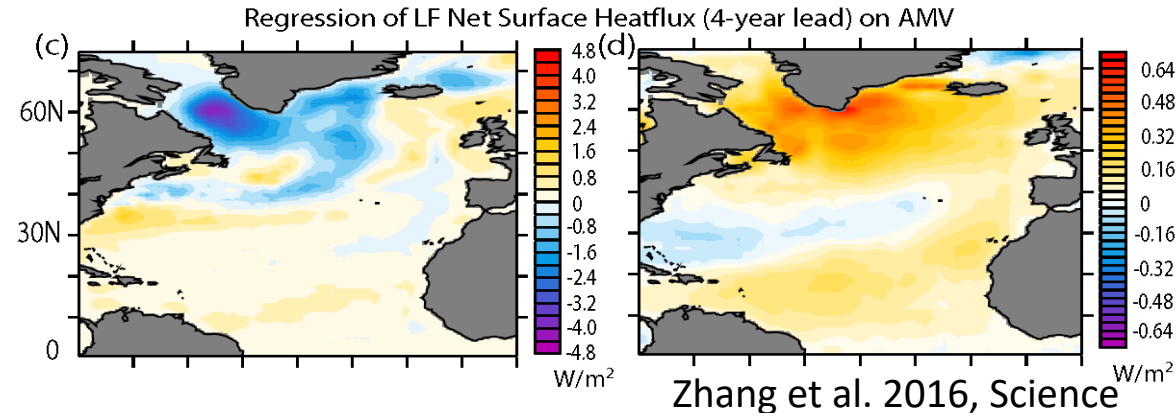 Regression of LF Net Surface Heatflux (4-year lead) on AMV
(c)
60N
30N
0
4.8
4.0
3.2
2.4
1.6
0.8
0
-0.8
-1.6
-2.4
-3.2
-4.0
-4.8
W/m²
(d)
0.64
0.48
0.32
0.16
0
-0.16
-0.32
-0.48
-0.64
W/m²
Zhang et al. 2016, Science